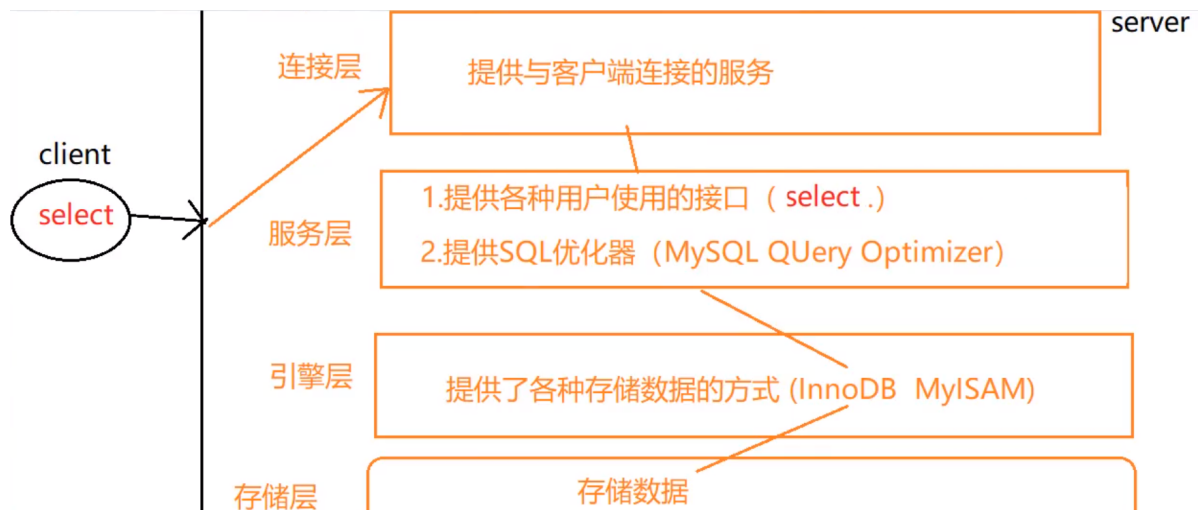 server
连接层
提供与客户端连接的服务
client
select
服务层
1.提供各种用户使用的接口（select.）
2.提供SQL优化器（MySQL QUery Optimizer）
引擎层
提供了各种存储数据的方式 (InnoDB MyISAM)
存储层
存储数据